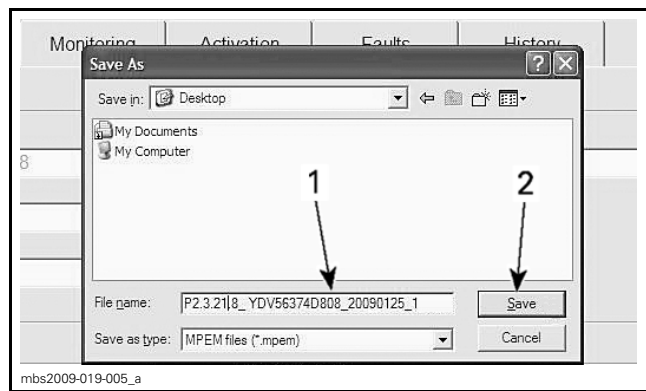 Monitoring Activation Faults History
Save As
Save in: Desktop
My Documents
My Computer
8
1 2
File name: P2.3.21.8_ YDV56374D808_20090125_1 Save
Save as type: MPEM files (*.mpem) Cancel
mbs2009-019-005_a